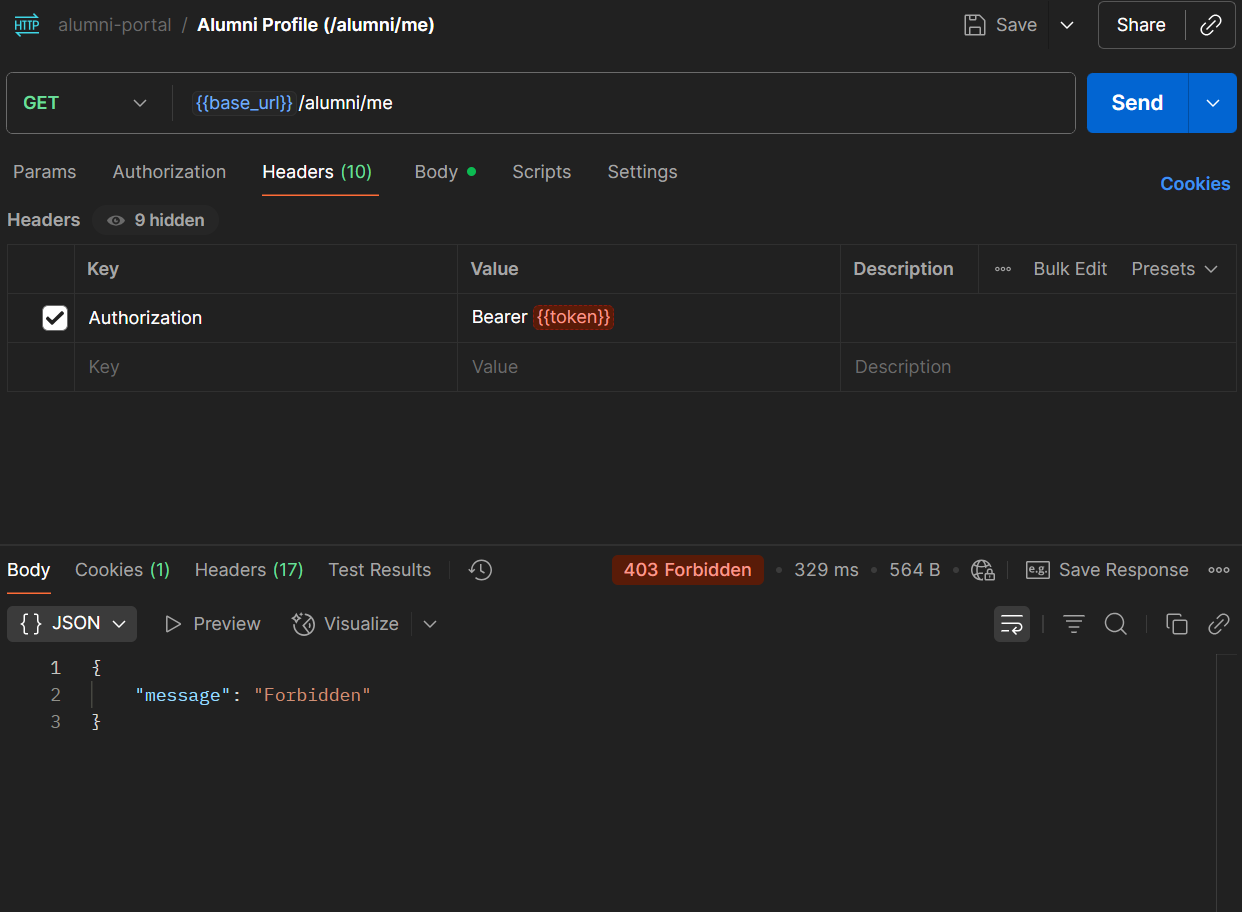 HTTP alumni-portal / Alumni Profile (/alumni/me) Save Share
GET {{base_url}} /alumni/me Send
Params Authorization Headers (10) Body Scripts Settings Cookies
Headers 9 hidden
Key Value Description Bulk Edit Presets
Authorization Bearer {{token}}
Key Value Description
Body Cookies (1) Headers (17) Test Results 403 Forbidden • 329 ms • 564 B • e.g. Save Response
{} JSON Preview Visualize
1 {
2 "message": "Forbidden"
3 }